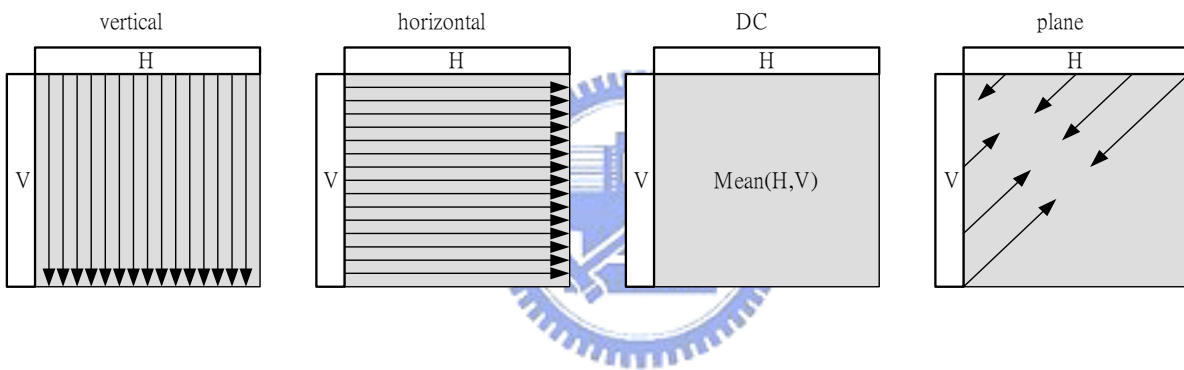 vertical
horizontal
DC
plane
H
H
H
H
V
V
V
Mean(H,V)
V